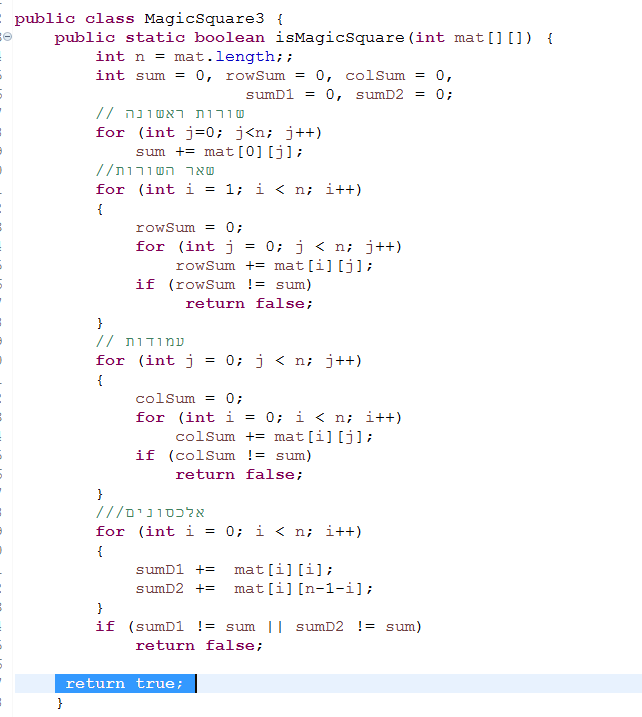 public class MagicSquare3 {
public static boolean isMagicSquare(int mat[][]) {
int n = mat.length;;
int sum = 0, rowSum = 0, colSum = 0,
sumD1 = 0, sumD2 = 0;
// שורות ראשונה
for (int j=0; j<n; j++)
sum += mat[0][j];
//שאר השורות
for (int i = 1; i < n; i++)
{
rowSum = 0;
for (int j = 0; j < n; j++)
rowSum += mat[i][j];
if (rowSum != sum)
return false;
}
// עמודות
for (int j = 0; j < n; j++)
{
colSum = 0;
for (int i = 0; i < n; i++)
colSum += mat[i][j];
if (colSum != sum)
return false;
}
///אלכסונים
for (int i = 0; i < n; i++)
{
sumD1 += mat[i][i];
sumD2 += mat[i][n-1-i];
}
if (sumD1 != sum || sumD2 != sum)
return false;
return true;
}